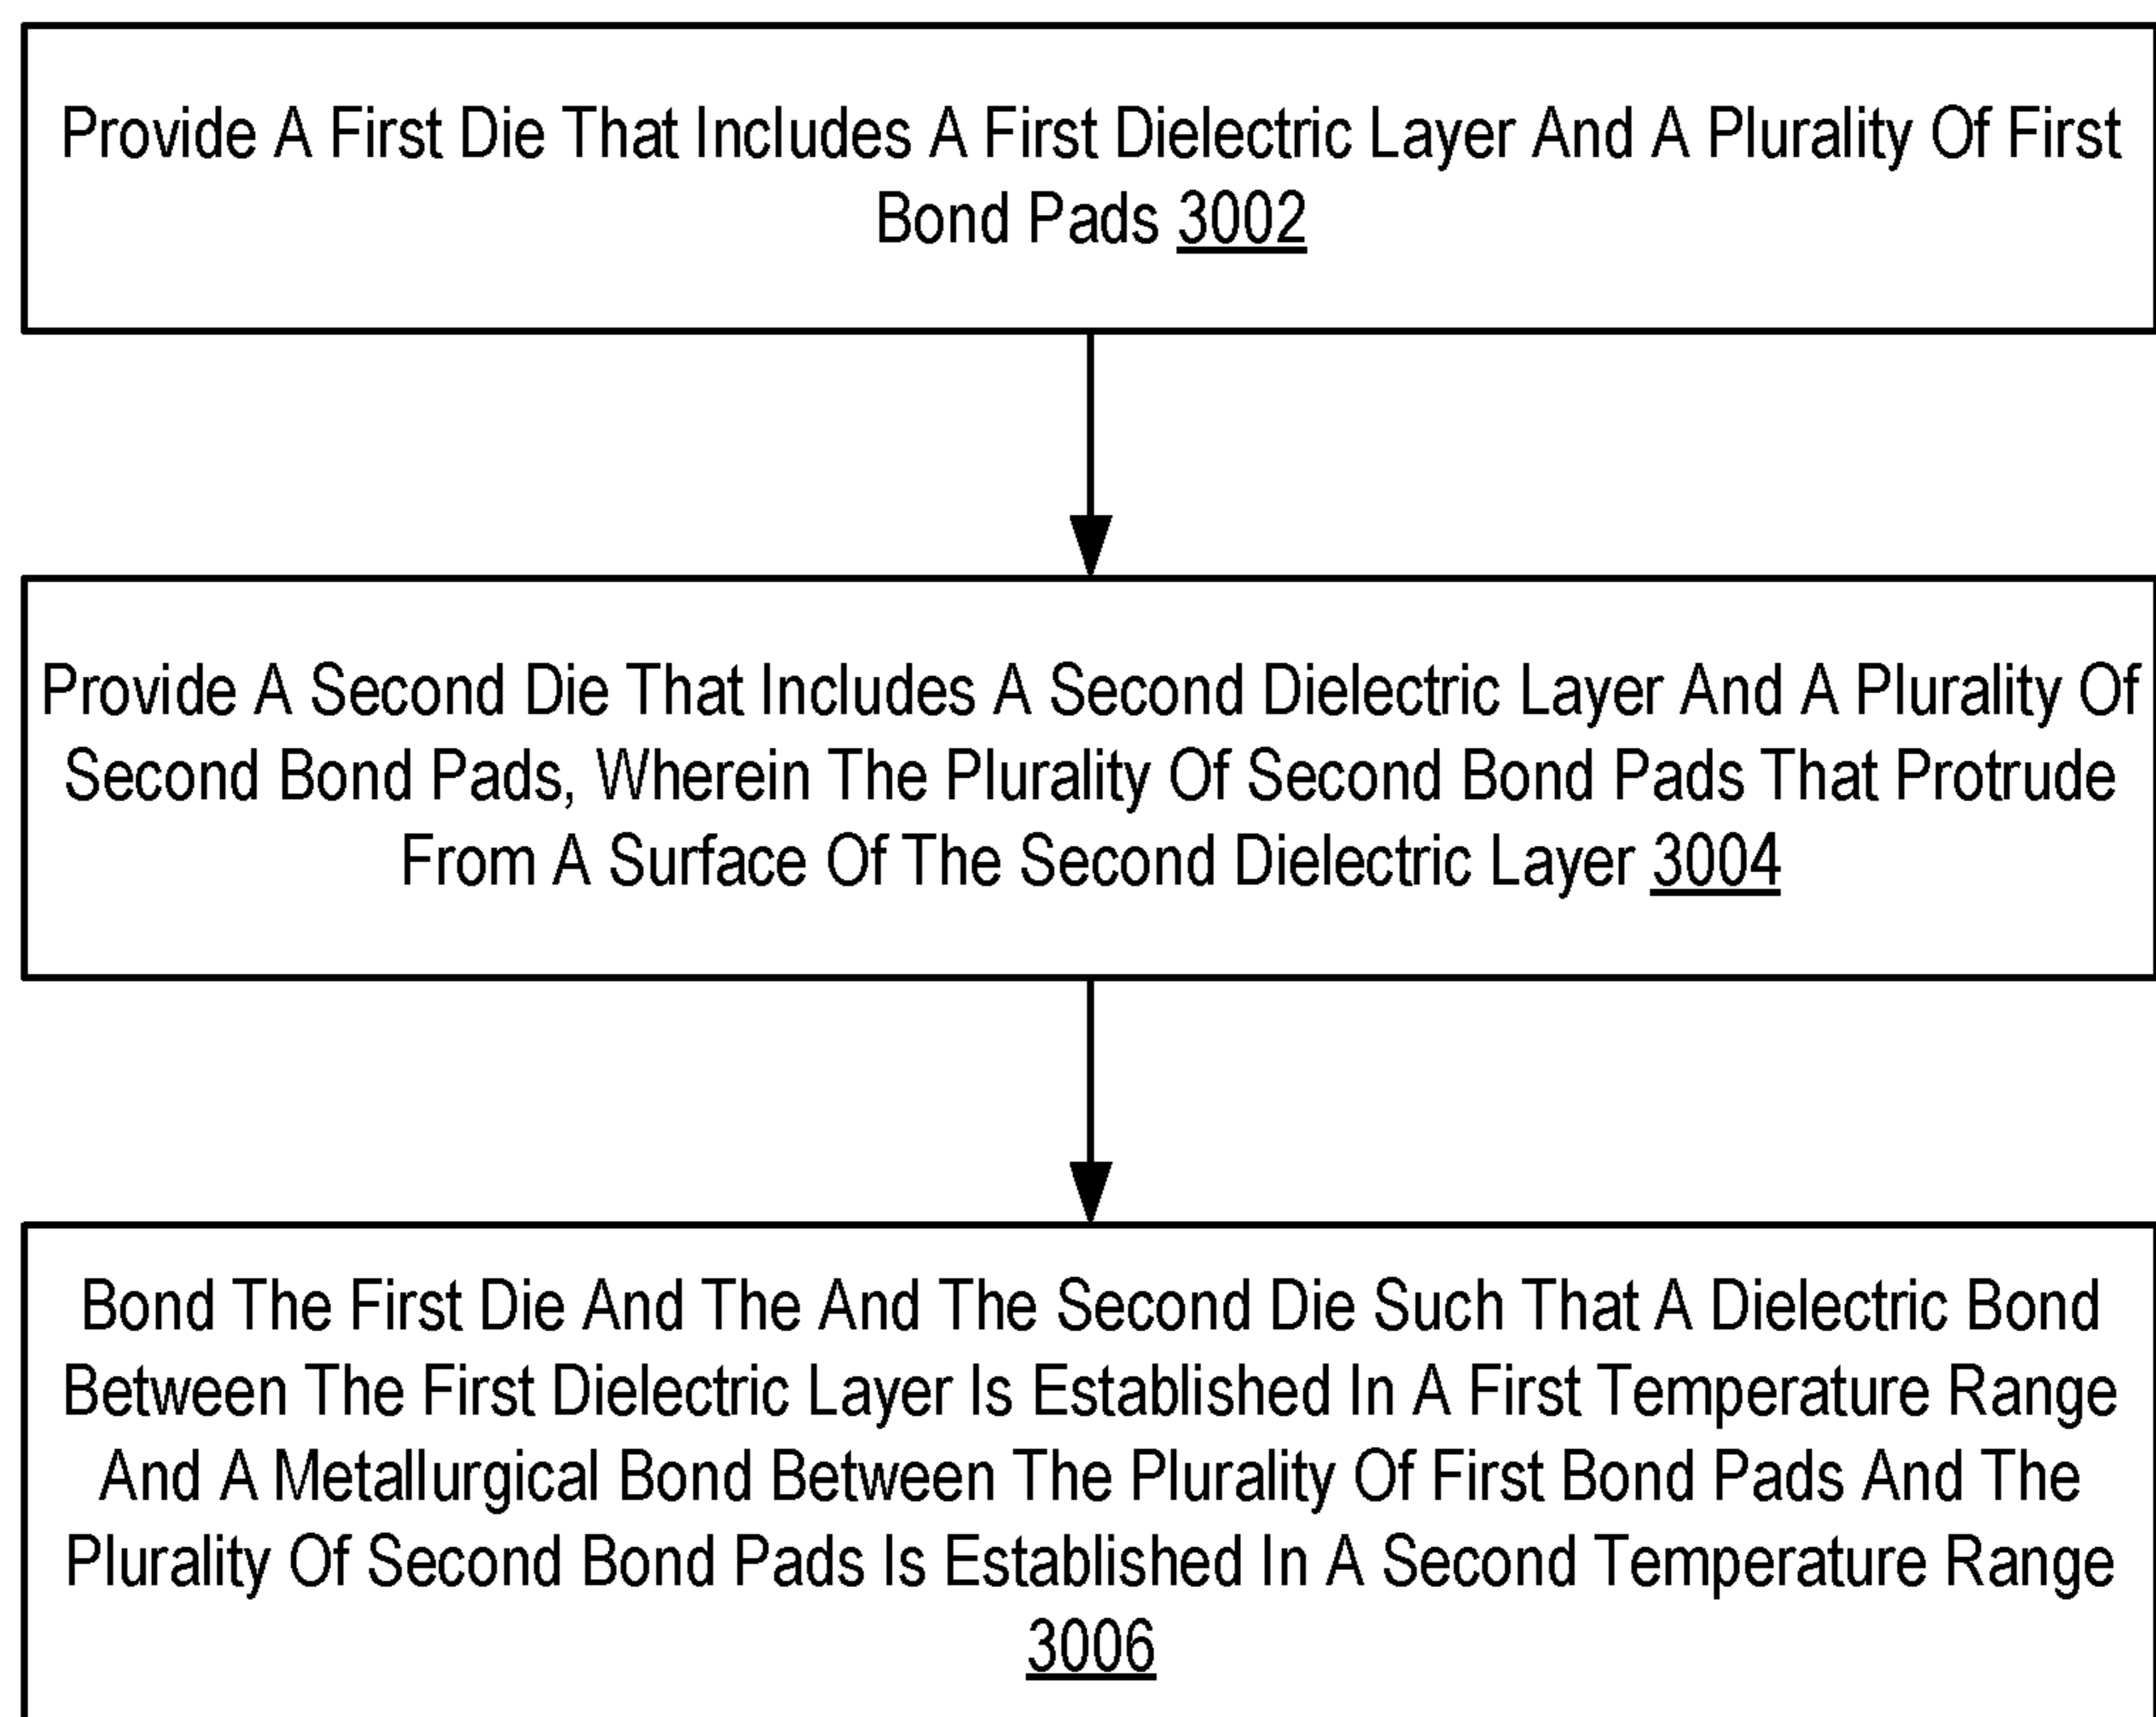 Provide A First Die That Includes A First Dielectric Layer And A Plurality Of First
Bond Pads 3002
Provide A Second Die That Includes A Second Dielectric Layer And A Plurality Of
Second Bond Pads, Wherein The Plurality Of Second Bond Pads That Protrude
From A Surface Of The Second Dielectric Layer 3004
Bond The First Die And The And The Second Die Such That A Dielectric Bond
Between The First Dielectric Layer Is Established In A First Temperature Range
And A Metallurgical Bond Between The Plurality Of First Bond Pads And The
Plurality Of Second Bond Pads Is Established In A Second Temperature Range
3006